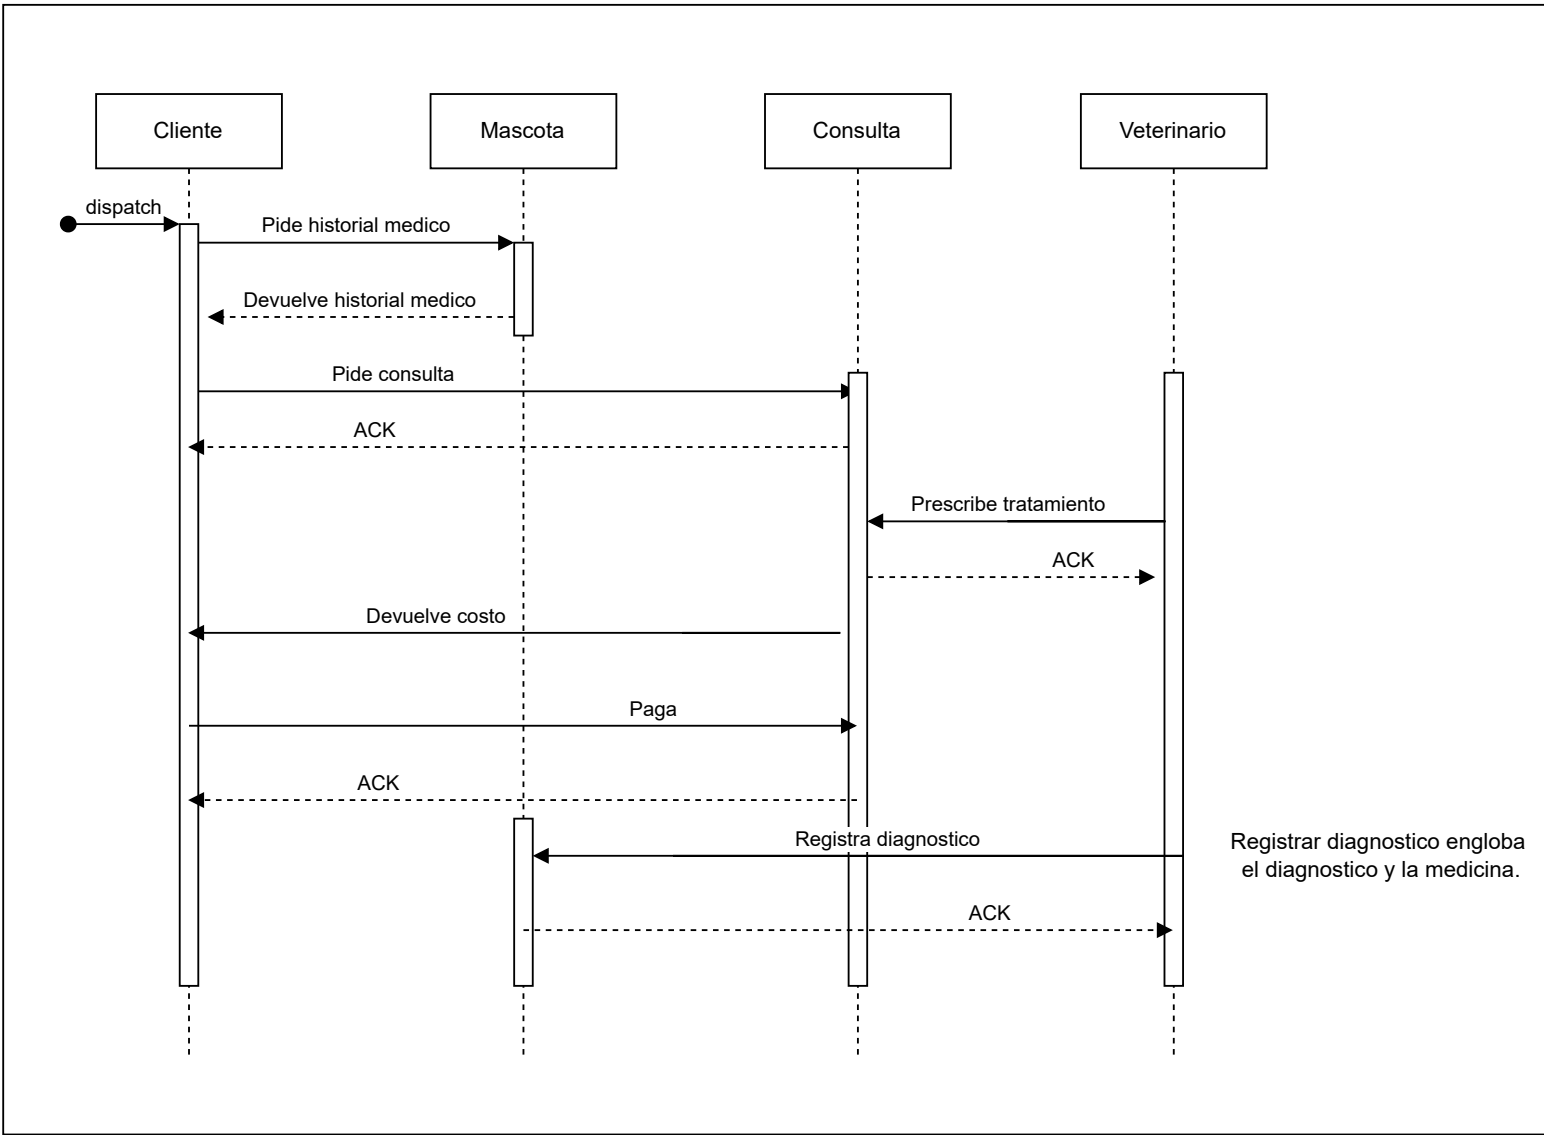 Cliente
Mascota
Consulta
Veterinario
dispatch
Pide historial medico
Devuelve historial medico
Pide consulta
ACK
Prescribe tratamiento
ACK
Devuelve costo
Paga
ACK
Registra diagnostico
Registrar diagnostico engloba
el diagnostico y la medicina.
ACK